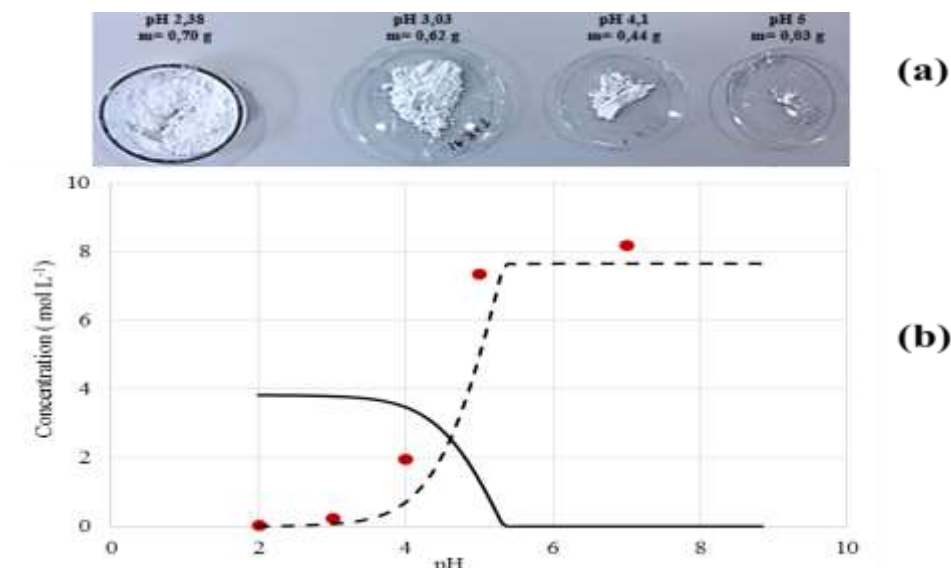 pH 2,38 pH 3,03 pH 4,1 pH 5
m= 0,70 g m= 0,62 g m= 0,44 g m= 0,03 g
(a)
10
8
6
4
2
0
Concentration ( mol L-1)
0 2 4 6 8 10
pH
(b)